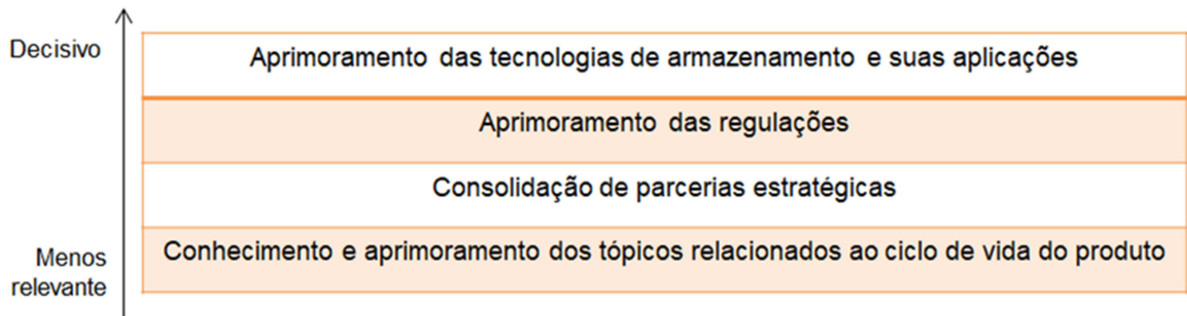 Decisivo
Aprimoramento das tecnologias de armazenamento e suas aplicações
Aprimoramento das regulações
Consolidação de parcerias estratégicas
Conhecimento e aprimoramento dos tópicos relacionados ao ciclo de vida do produto
Menos
relevante